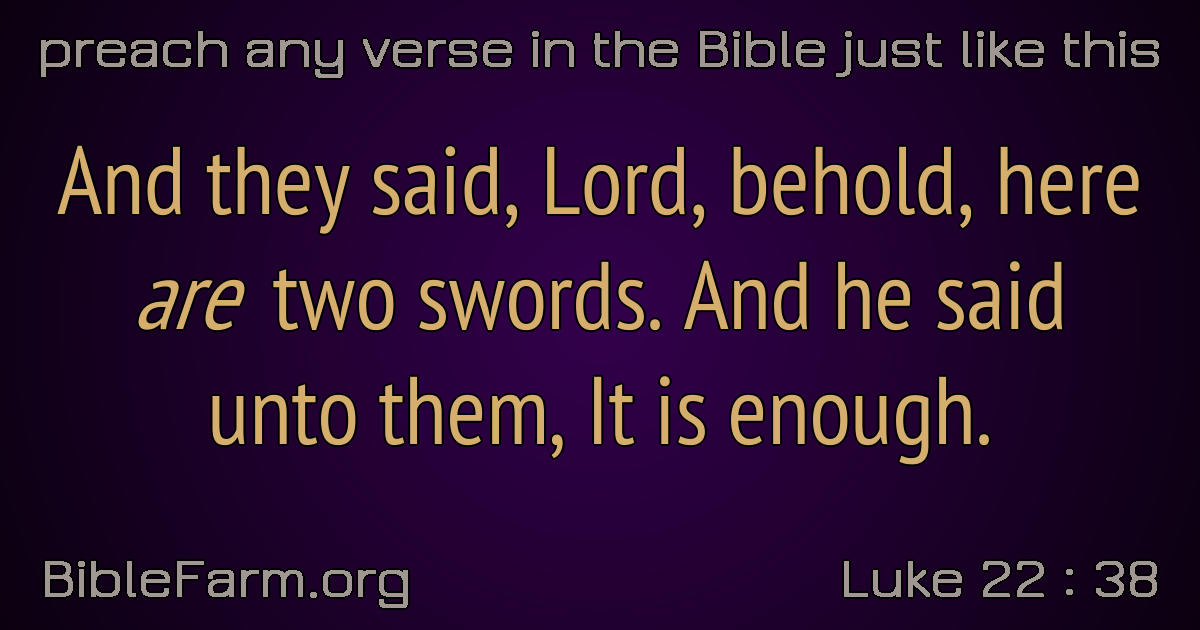 preach any verse in the Bible just like this
And they said, Lord, behold, here
are two swords. And he said
unto them, It is enough.
BibleFarm.org
Luke 22 : 38